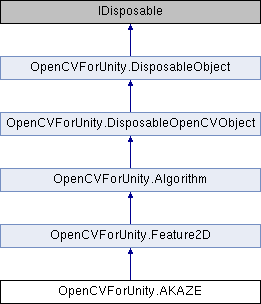 IDisposable
OpenCVForUnity.DisposableObject
OpenCVForUnity.DisposableOpenCVObject
OpenCVForUnity.Algorithm
OpenCVForUnity.Feature2D
OpenCVForUnity.AKAZE